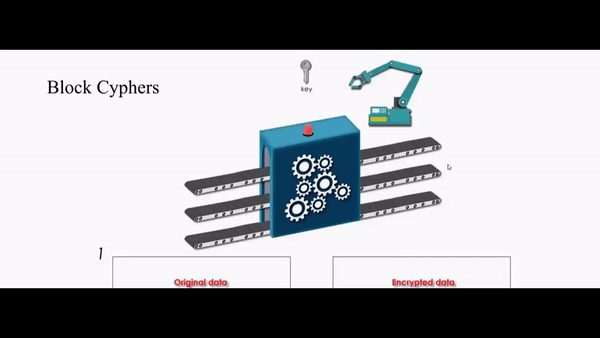 Block Cyphers
key
1
Original data
Encrypted data